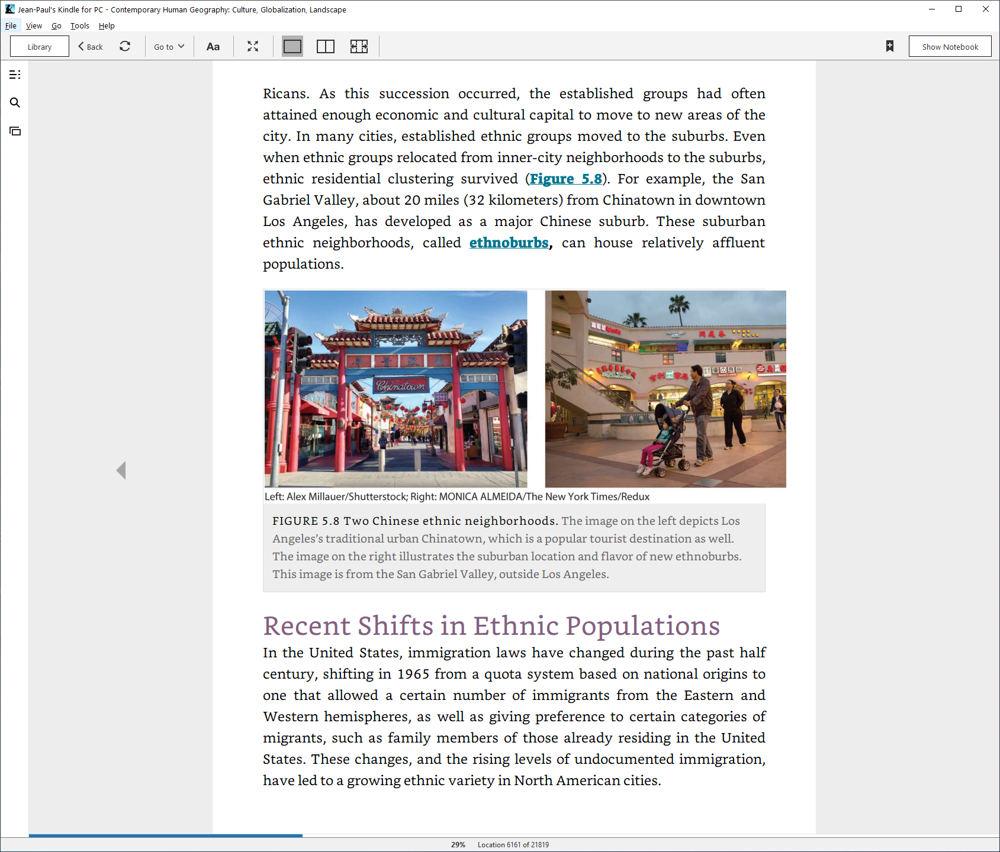 Jean-Paul's Kindle for PC - Contemporary Human Geography: Culture, Globalization, Landscape
File View Go Tools Help
Library Back Go to Aa Show Notebook
Ricans. As this succession occurred, the established groups had often
attained enough economic and cultural capital to move to new areas of the
city. In many cities, established ethnic groups moved to the suburbs. Even
when ethnic groups relocated from inner-city neighborhoods to the suburbs,
ethnic residential clustering survived (Figure 5.8). For example, the San
Gabriel Valley, about 20 miles (32 kilometers) from Chinatown in downtown
Los Angeles, has developed as a major Chinese suburb. These suburban
ethnic neighborhoods, called ethnoburbs, can house relatively affluent
populations.
Chinatown
HONG
KONG
Left: Alex Millauer/Shutterstock; Right: MONICA ALMEIDA/The New York Times/Redux
FIGURE 5.8 Two Chinese ethnic neighborhoods. The image on the left depicts Los
Angeles’s traditional urban Chinatown, which is a popular tourist destination as well.
The image on the right illustrates the suburban location and flavor of new ethnoburbs.
This image is from the San Gabriel Valley, outside Los Angeles.
Recent Shifts in Ethnic Populations
In the United States, immigration laws have changed during the past half
century, shifting in 1965 from a quota system based on national origins to
one that allowed a certain number of immigrants from the Eastern and
Western hemispheres, as well as giving preference to certain categories of
migrants, such as family members of those already residing in the United
States. These changes, and the rising levels of undocumented immigration,
have led to a growing ethnic variety in North American cities.
29% Location 6161 of 21819